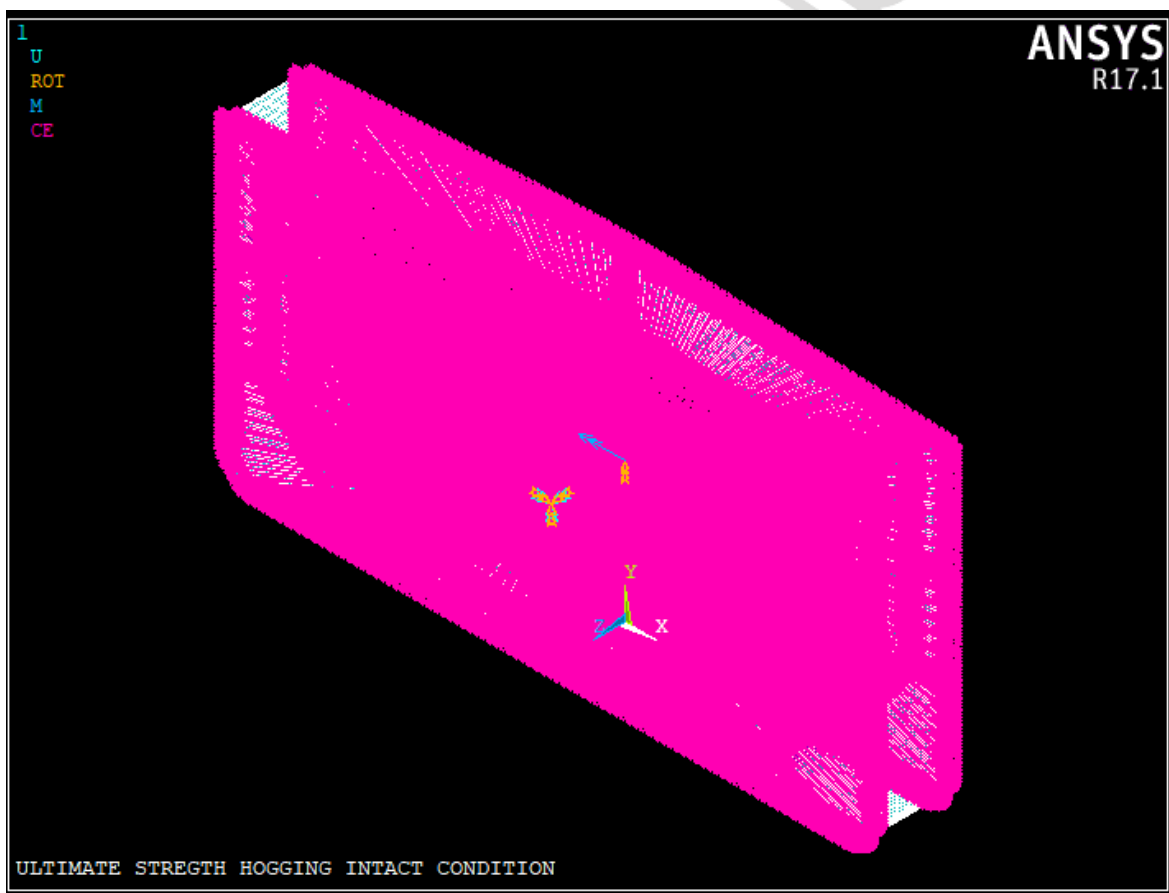 1
U
ROT
M
CE
ANSYS
R17.1
Y
Z
X
ULTIMATE STREGTH HOGGING INTACT CONDITION